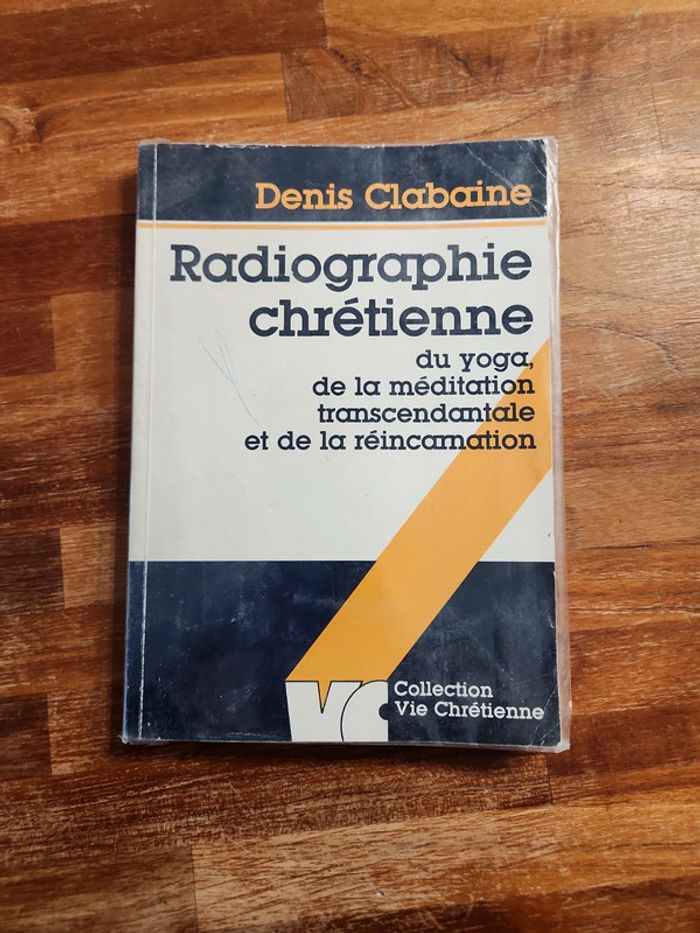 Denis Clabaine
Radiographie
chrétienne
du yoga,
de la méditation
transcendantale
et de la réincarnation
VC
Collection
Vie Chrétienne